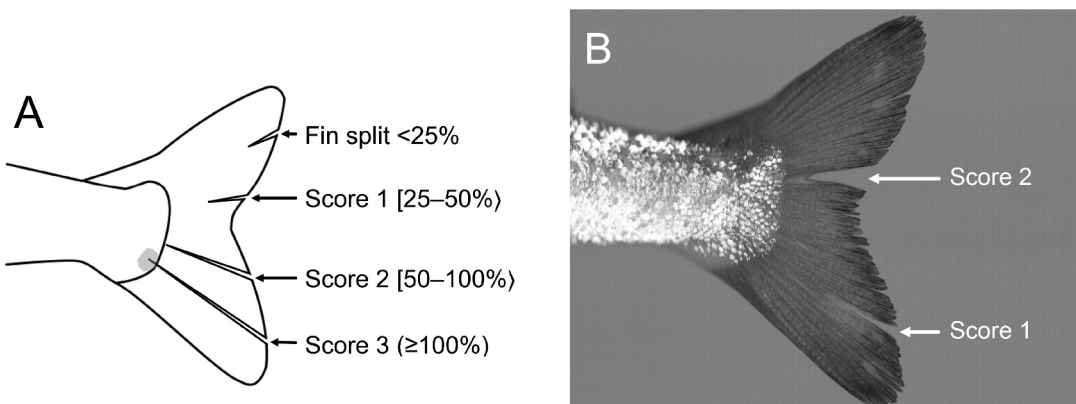 A
Fin split <25%
Score 1 [25–50%⟩
Score 2 [50–100%⟩
Score 3 (≥100%)
B
Score 2
Score 1